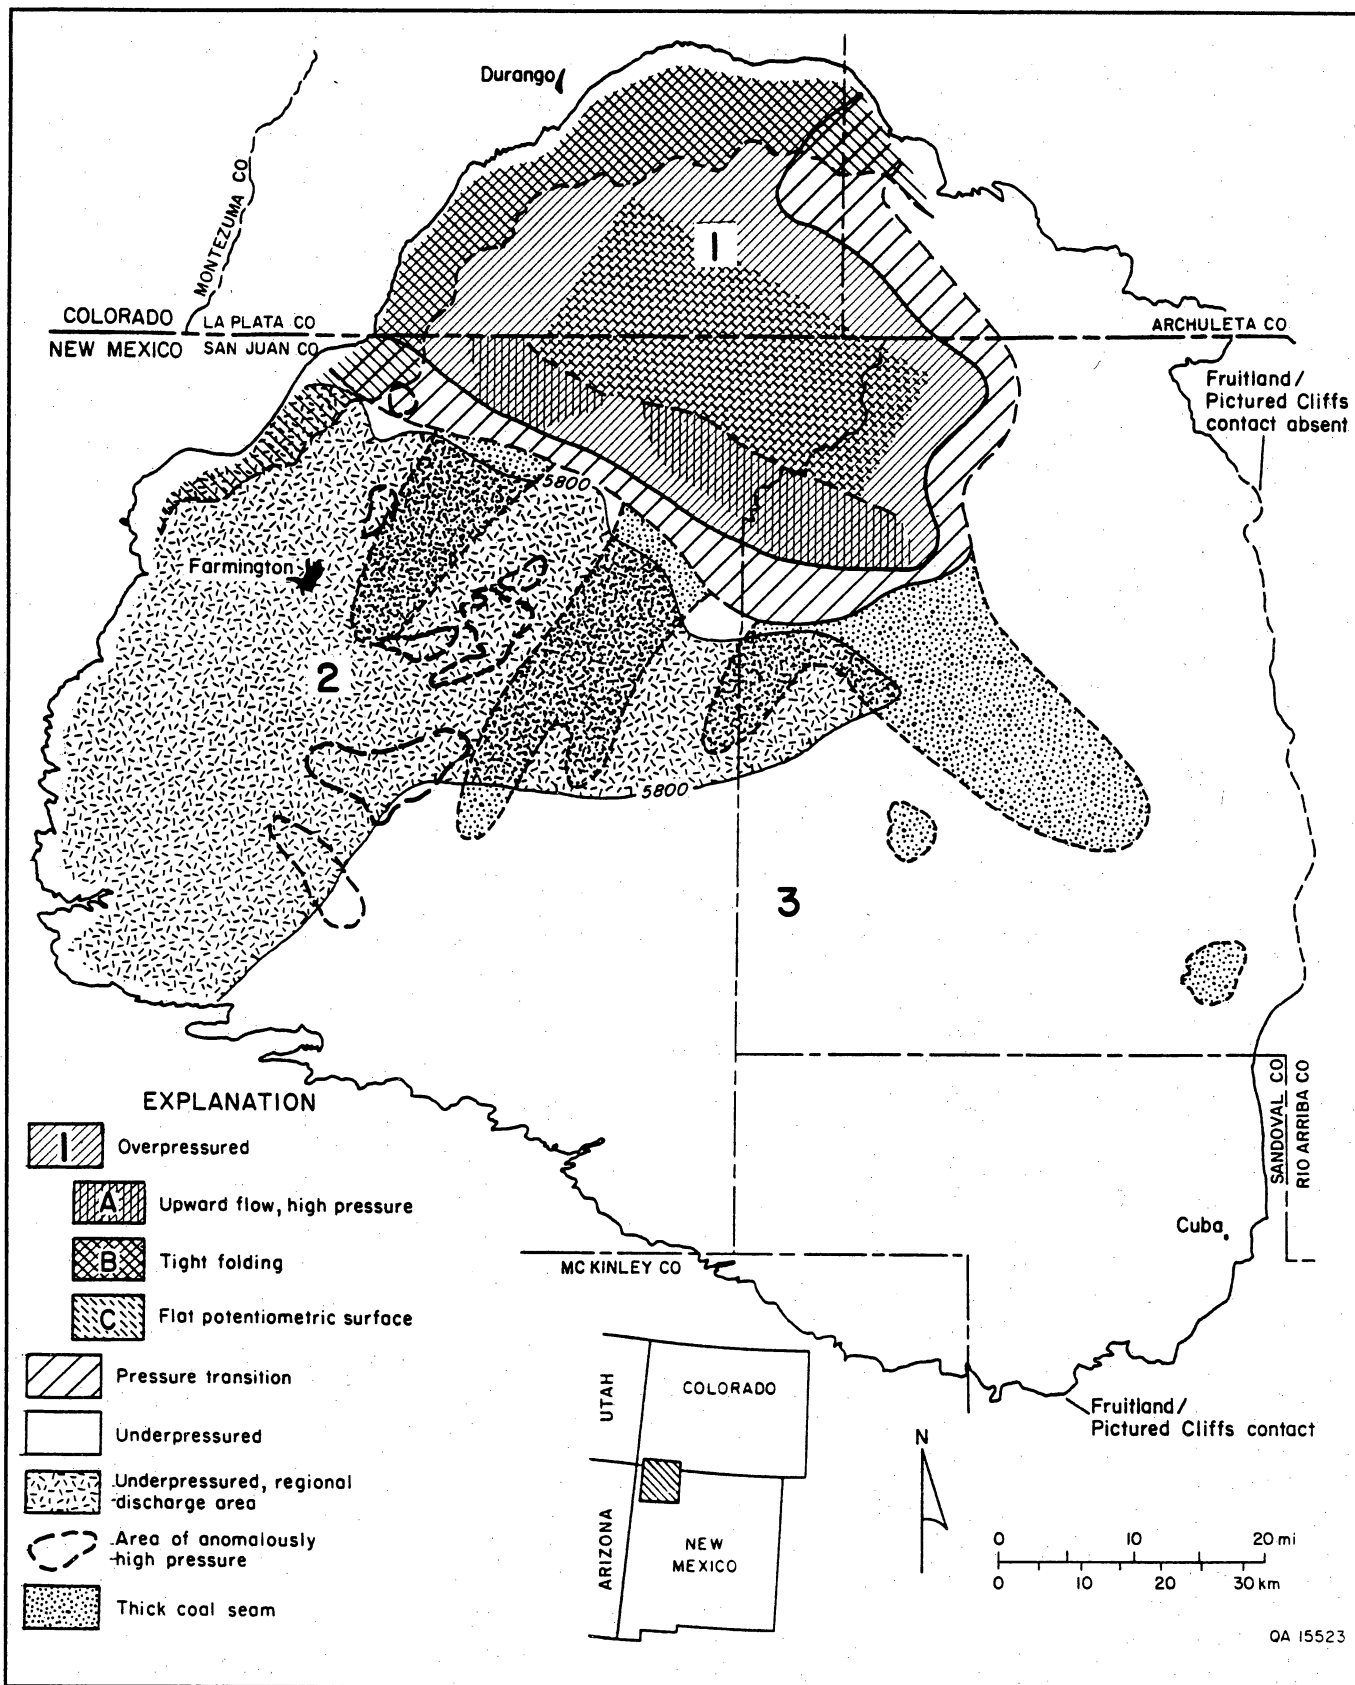 Durango
MONTEZUMA CO
I
COLORADO
LA PLATA CO
ARCHULETA CO
NEW MEXICO
SAN JUAN CO
Fruitland/
Pictured Cliffs
contact absent
5800
Farmington
2
5800
3
SANDOVAL CO
RIO ARRIBA CO
Cuba
MC KINLEY CO
EXPLANATION
I
Overpressured
A
Upward flow, high pressure
B
Tight folding
C
Flat potentiometric surface
Pressure transition
Underpressured
Underpressured, regional
discharge area
Area of anomalously
high pressure
Thick coal seam
UTAH
COLORADO
ARIZONA
NEW
MEXICO
Fruitland/
Pictured Cliffs contact
N
0 10 20 mi
0 10 20 30 km
QA 15523